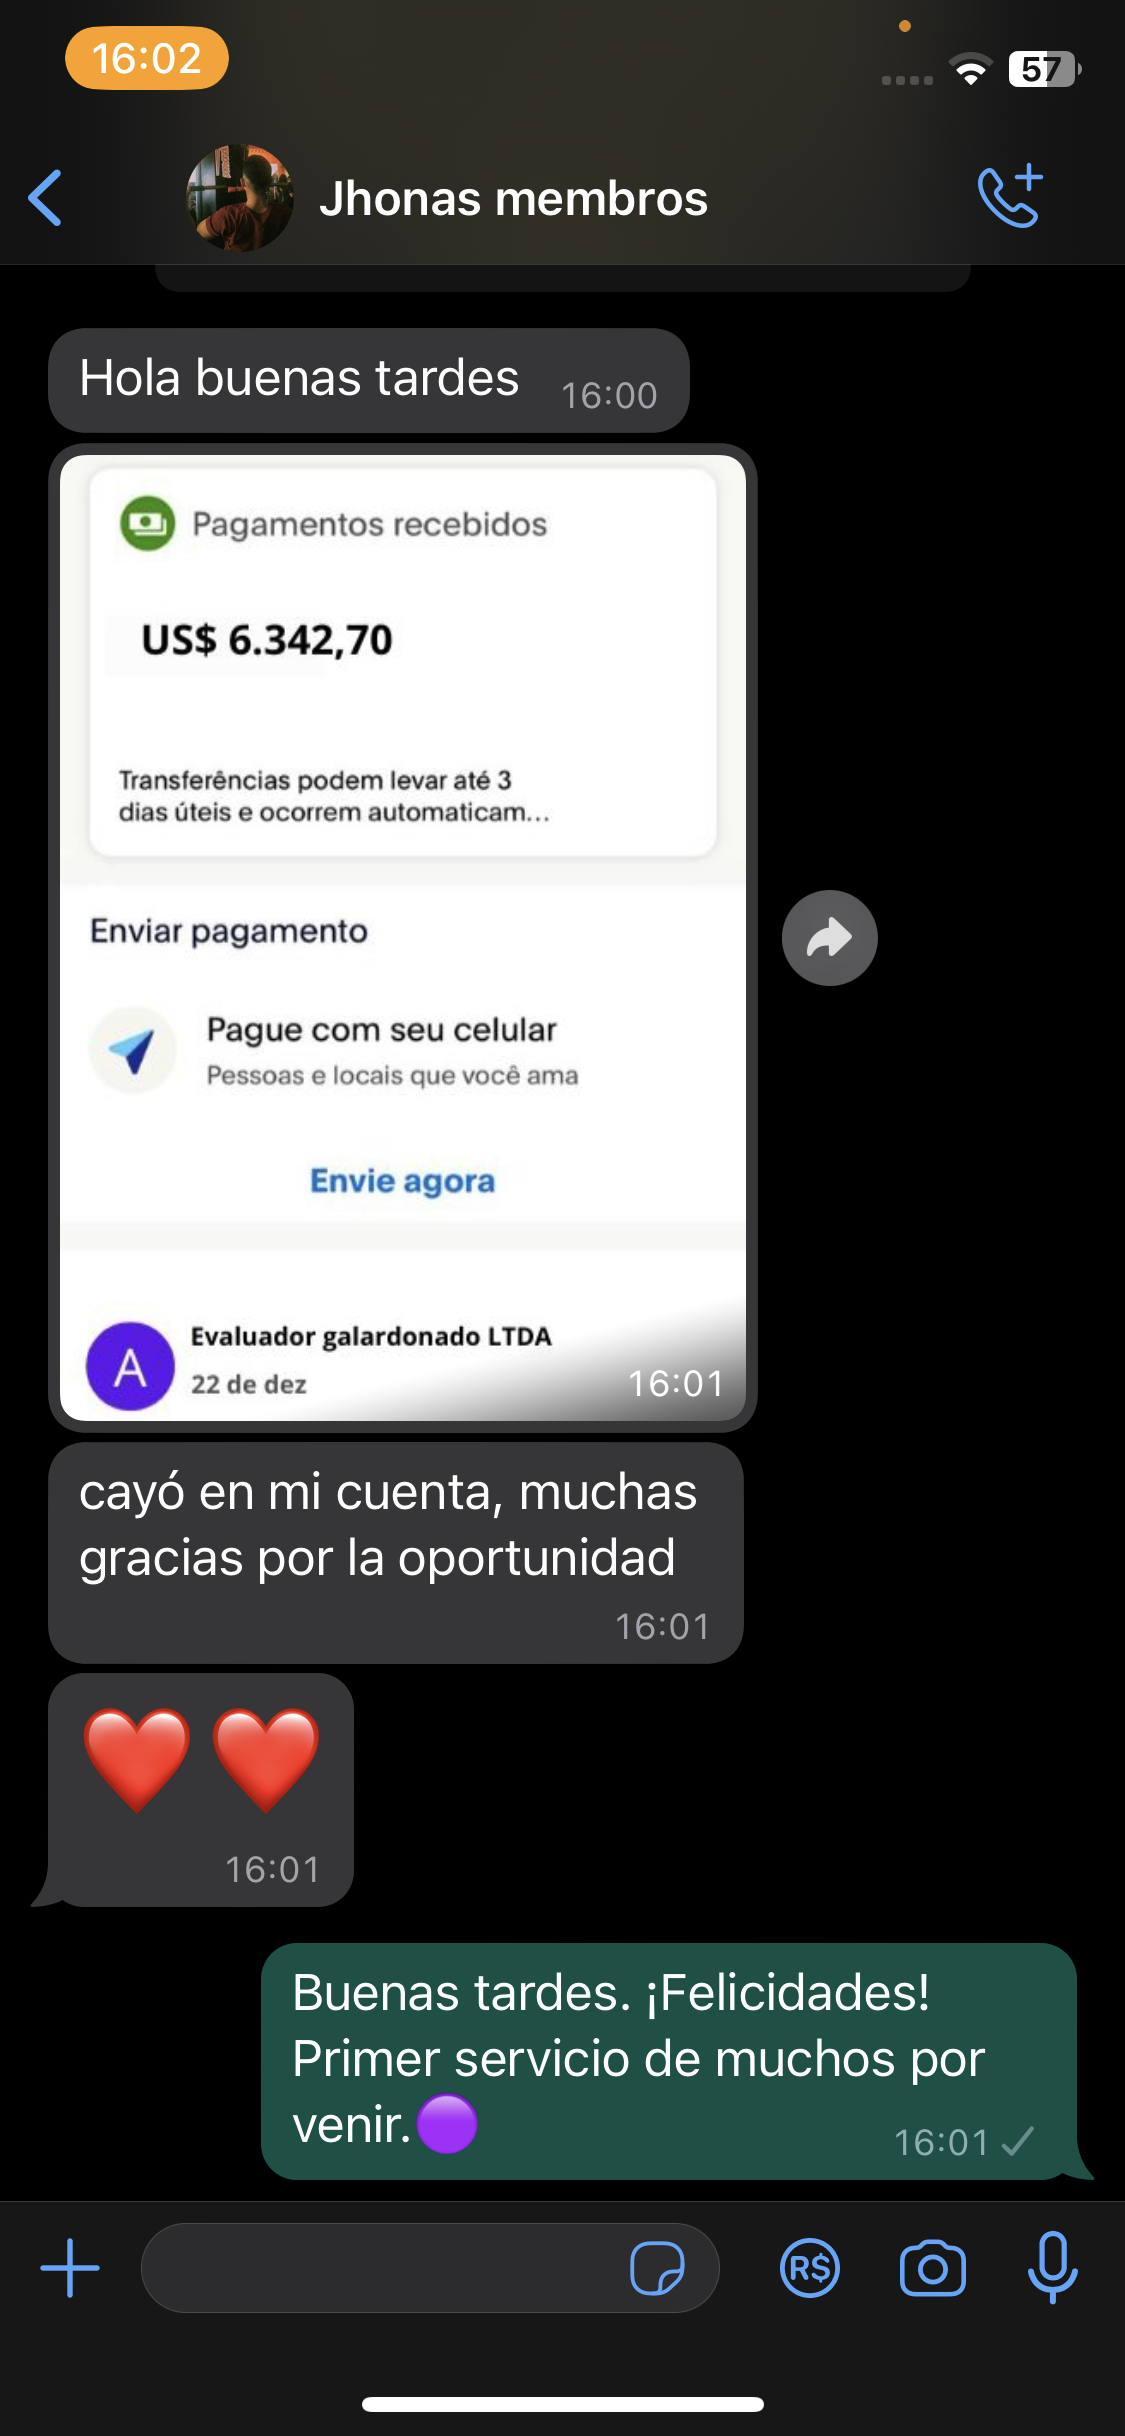 16:02
57
Jhonas membros
Hola buenas tardes
16:00
Pagamentos recebidos
US$ 6.342,70
Transferências podem levar até 3
dias úteis e ocorrem automaticam...
Enviar pagamento
Pague com seu celular
Pessoas e locais que você ama
Envie agora
A
Evaluador galardonado LTDA
22 de dez
16:01
cayó en mi cuenta, muchas
gracias por la oportunidad
16:01
❤️❤️
16:01
Buenas tardes. ¡Felicidades!
Primer servicio de muchos por
venir.🟣
16:01
R$